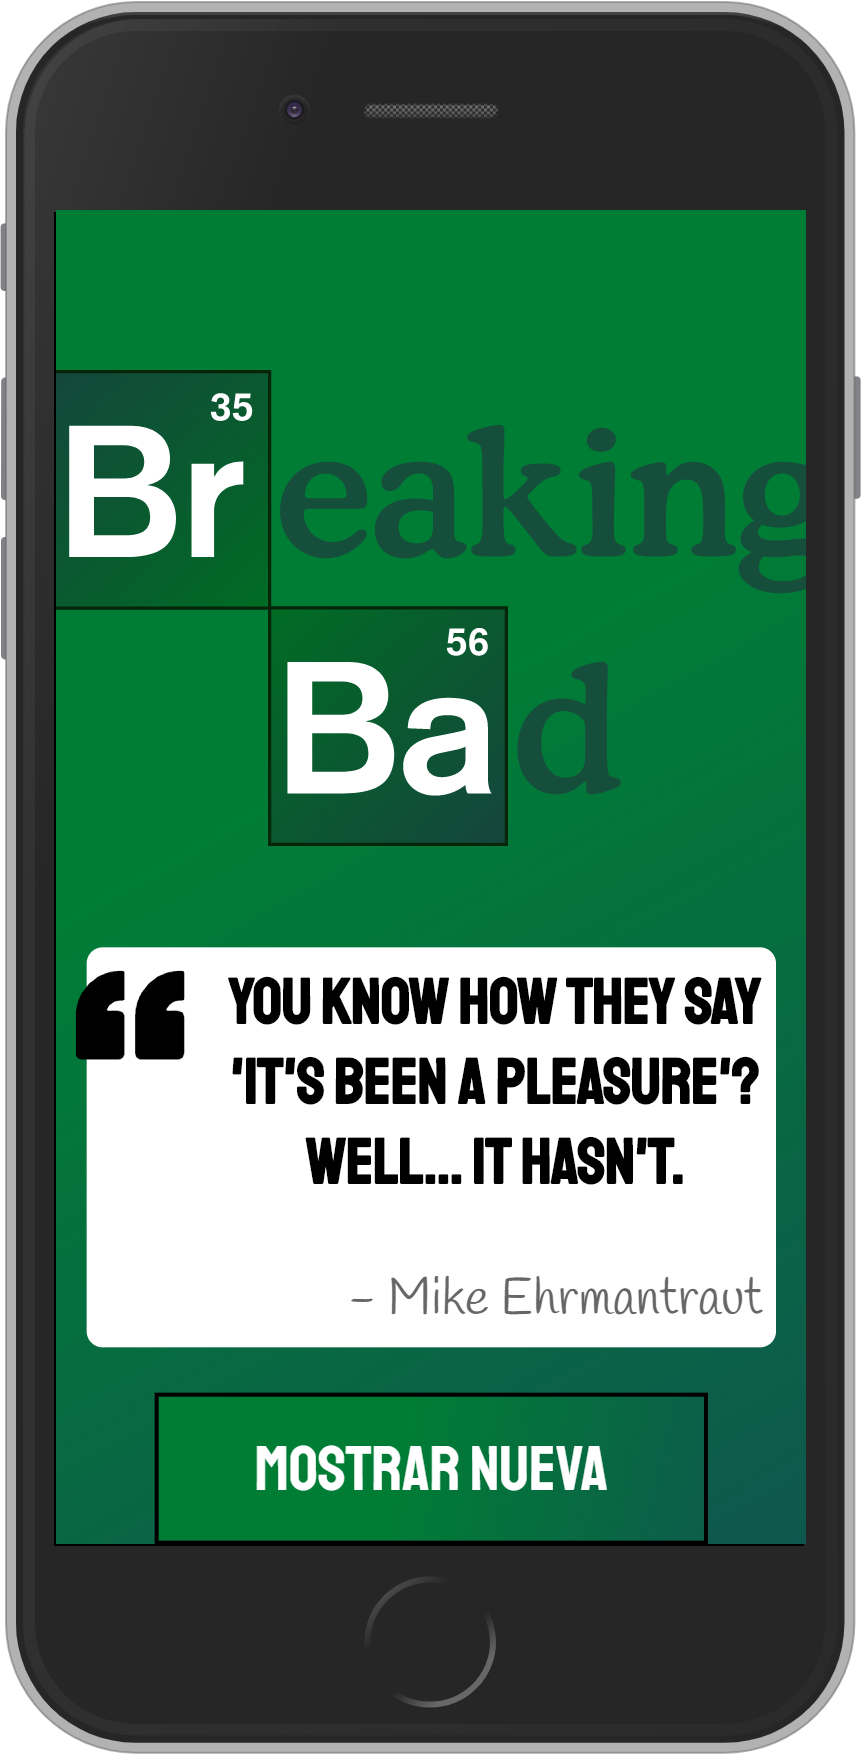 35
Breaking
56
Bad
YOU KNOW HOW THEY SAY
'IT'S BEEN A PLEASURE'?
WELL... IT HASN'T.
- Mike Ehrmantraut
MOSTRAR NUEVA